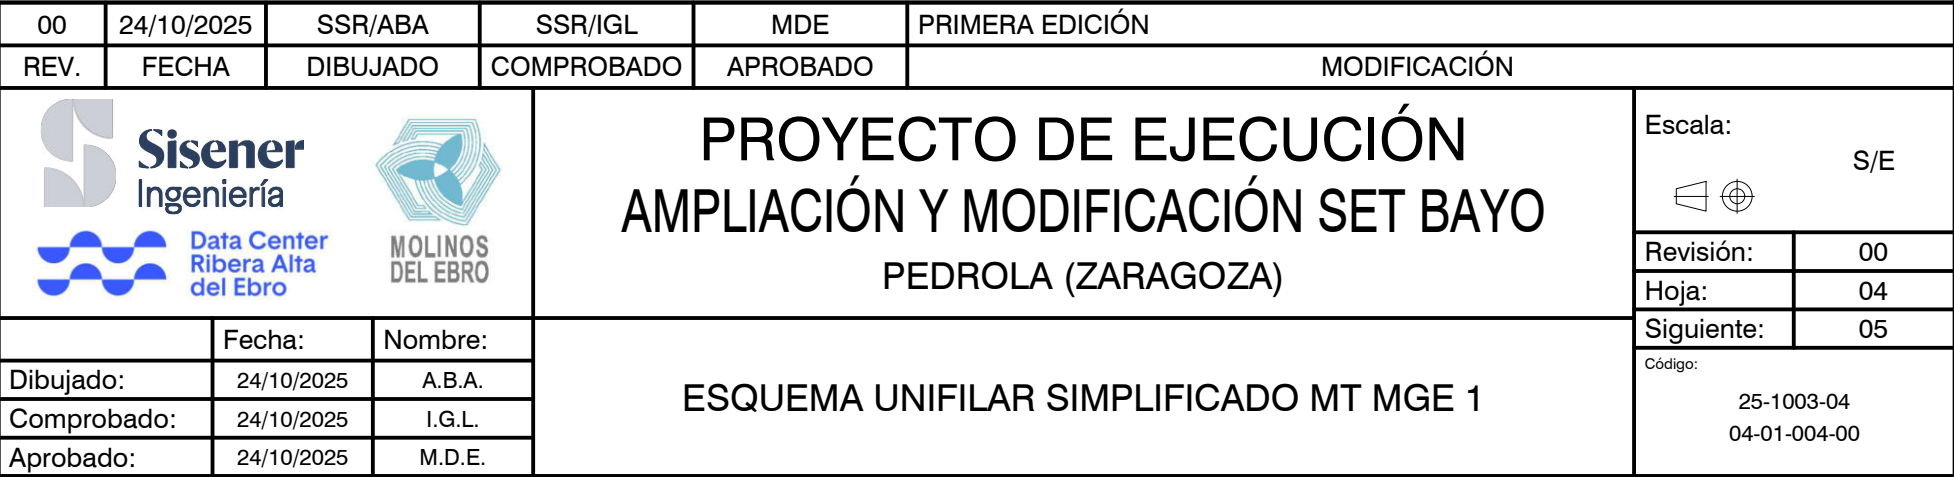 00 24/10/2025 SSR/ABA SSR/IGL MDE PRIMERA EDICIÓN
REV. FECHA DIBUJADO COMPROBADO APROBADO MODIFICACIÓN
Sisener
Ingeniería
MOLINOS
DEL EBRO
Data Center
Ribera Alta
del Ebro
PROYECTO DE EJECUCIÓN
AMPLIACIÓN Y MODIFICACIÓN SET BAYO
PEDROLA (ZARAGOZA)
Escala:
S/E
Revisión: 00
Hoja: 04
Siguiente: 05
Fecha: Nombre:
Dibujado: 24/10/2025 A.B.A.
Comprobado: 24/10/2025 I.G.L.
Aprobado: 24/10/2025 M.D.E.
ESQUEMA UNIFILAR SIMPLIFICADO MT MGE 1
Código:
25-1003-04
04-01-004-00